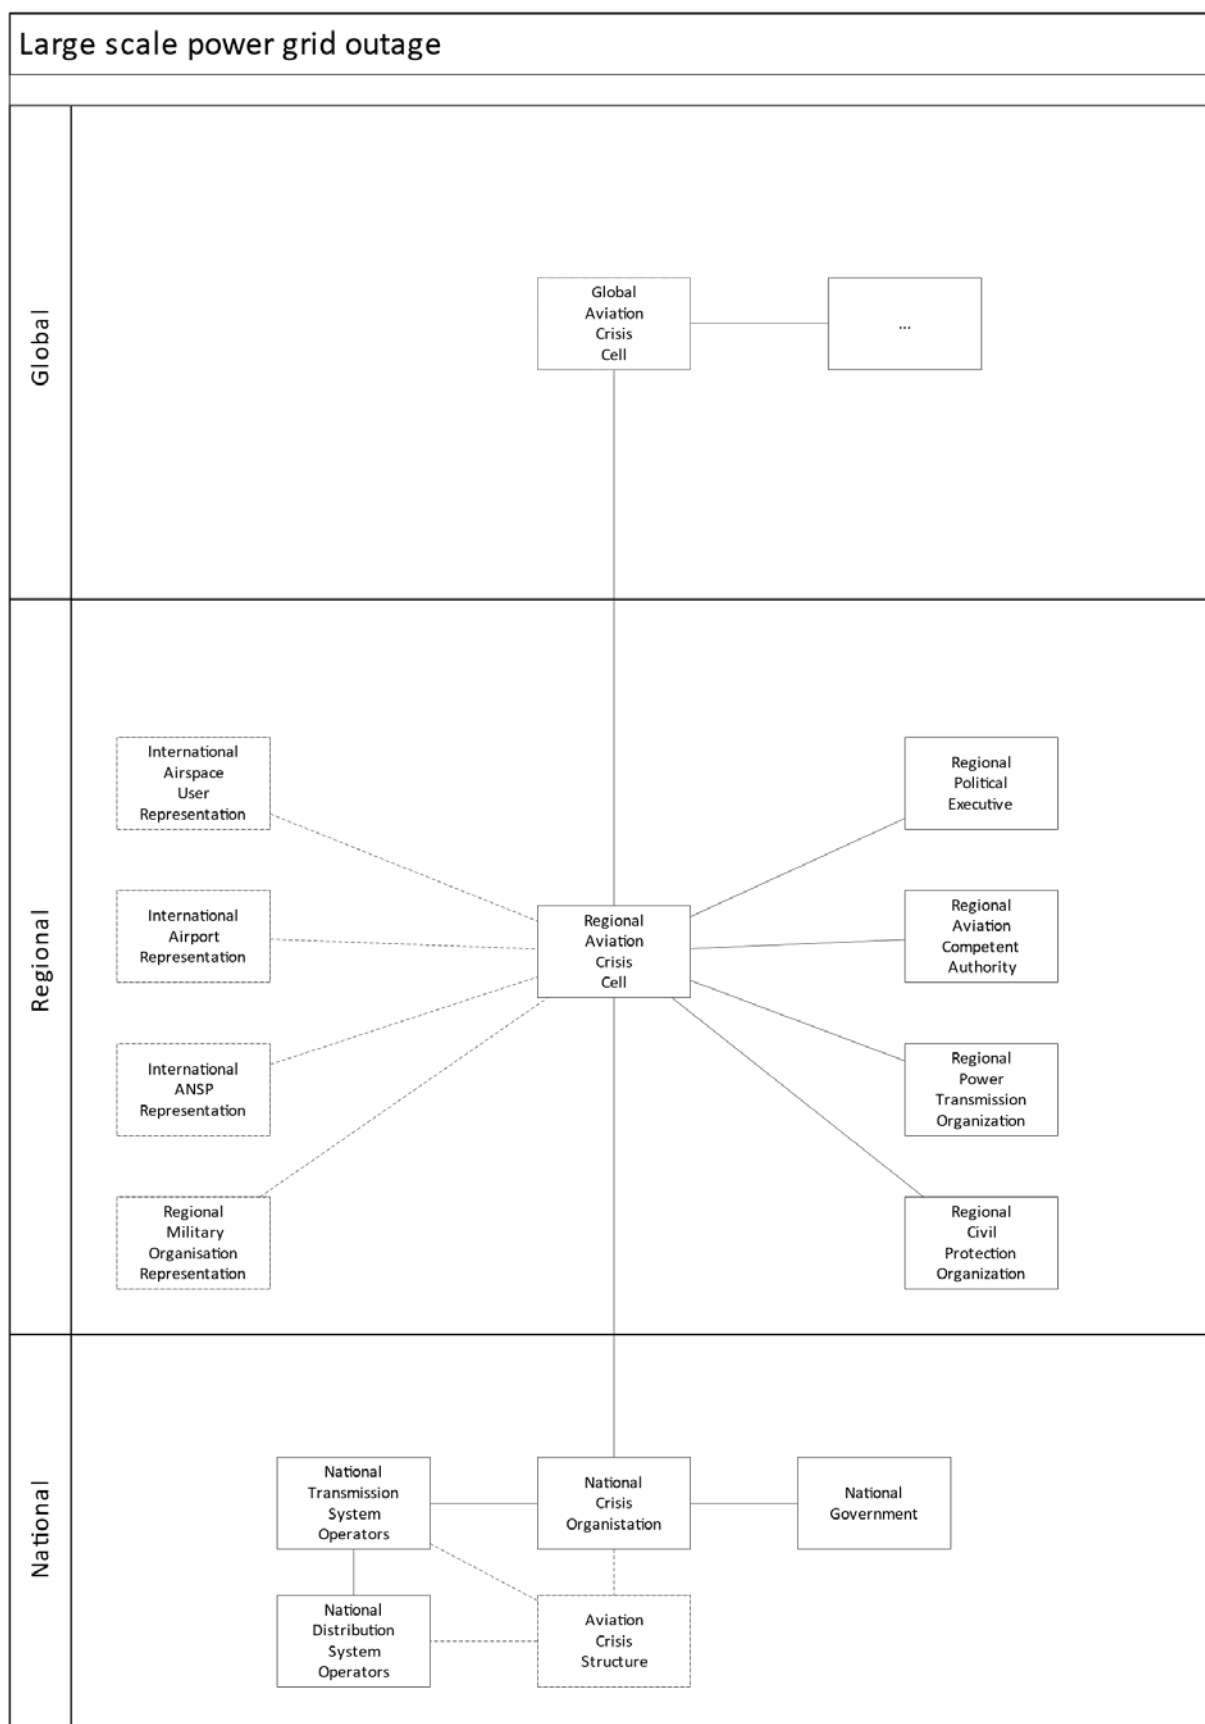 Large scale power grid outage
Global
Global
Aviation
Crisis
Cell
...
Regional
International
Airspace
User
Representation
Regional
Political
Executive
International
Airport
Representation
Regional
Aviation
Crisis
Cell
Regional
Aviation
Competent
Authority
International
ANSP
Representation
Regional
Power
Transmission
Organization
Regional
Military
Organisation
Representation
Regional
Civil
Protection
Organization
National
National
Transmission
System
Operators
National
Crisis
Organistation
National
Government
National
Distribution
System
Operators
Aviation
Crisis
Structure